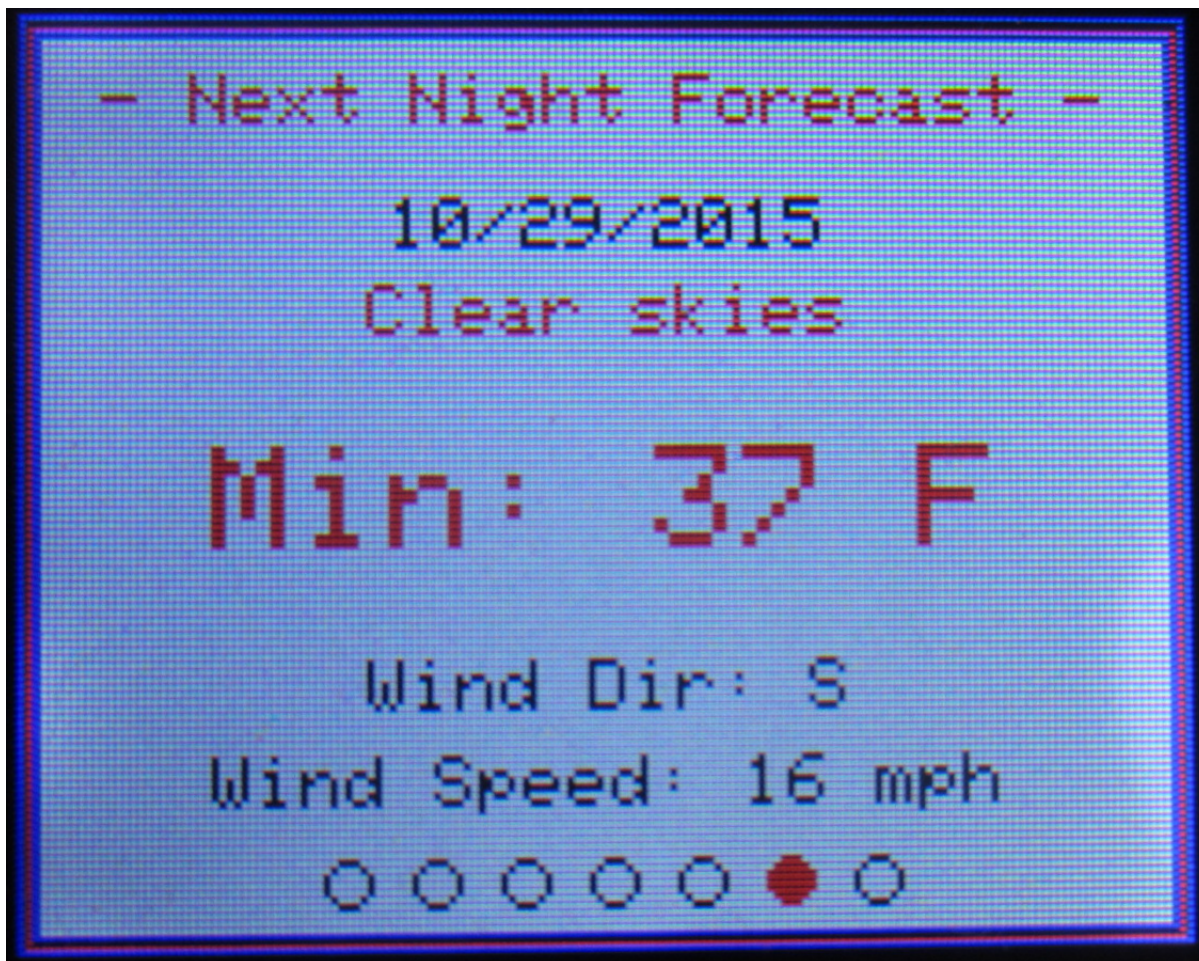 - Next Night Forecast -
10/29/2015
Clear skies
Min: 37 F
Wind Dir: S
Wind Speed: 16 mph